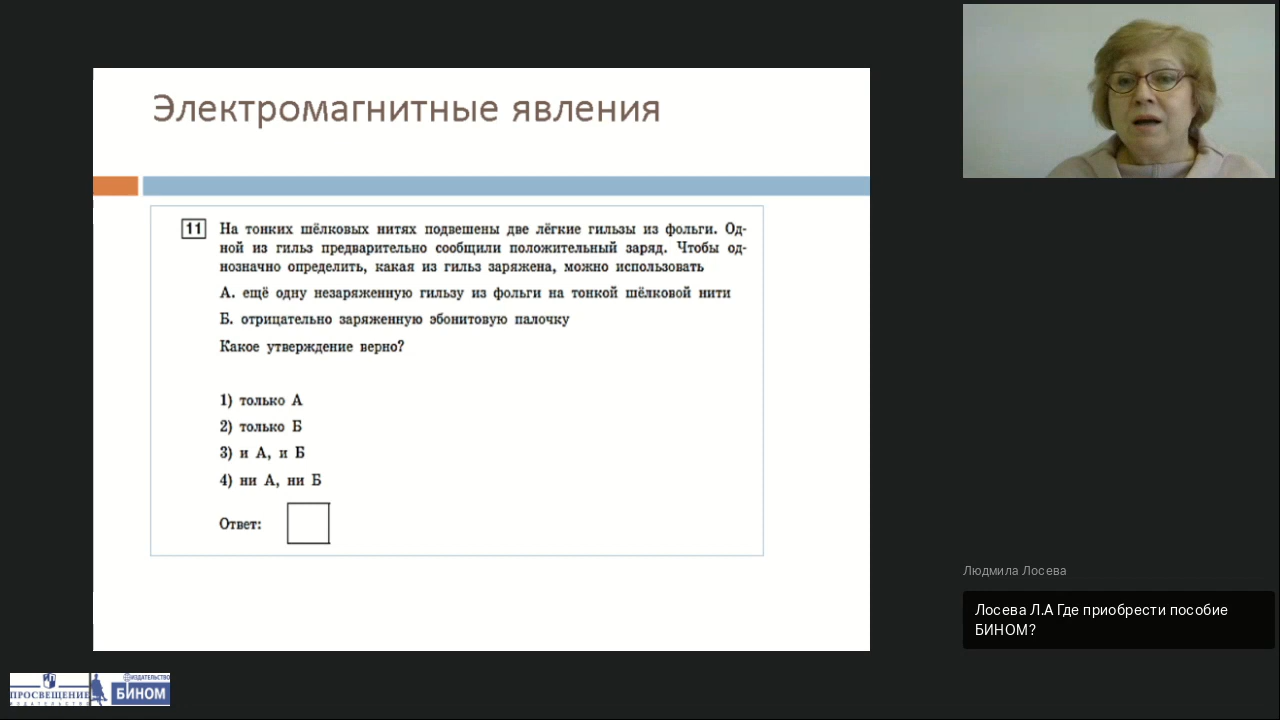 Электромагнитные явления
11 На тонких шёлковых нитях подвешены две лёгкие гильзы из фольги. Од-
ной из гильз предварительно сообщили положительный заряд. Чтобы од-
нозначно определить, какая из гильз заряжена, можно использовать
А. ещё одну незаряженную гильзу из фольги на тонкой шёлковой нити
Б. отрицательно заряженную эбонитовую палочку
Какое утверждение верно?
1) только А
2) только Б
3) и А, и Б
4) ни А, ни Б
Ответ:
Людмила Лосева
Лосева Л.А Где приобрести пособие
БИНОМ?
ПРОСВЕЩЕНИЕ
ИЗДАТЕЛЬСТВО
ИЗДАТЕЛЬСТВО
БИНОМ